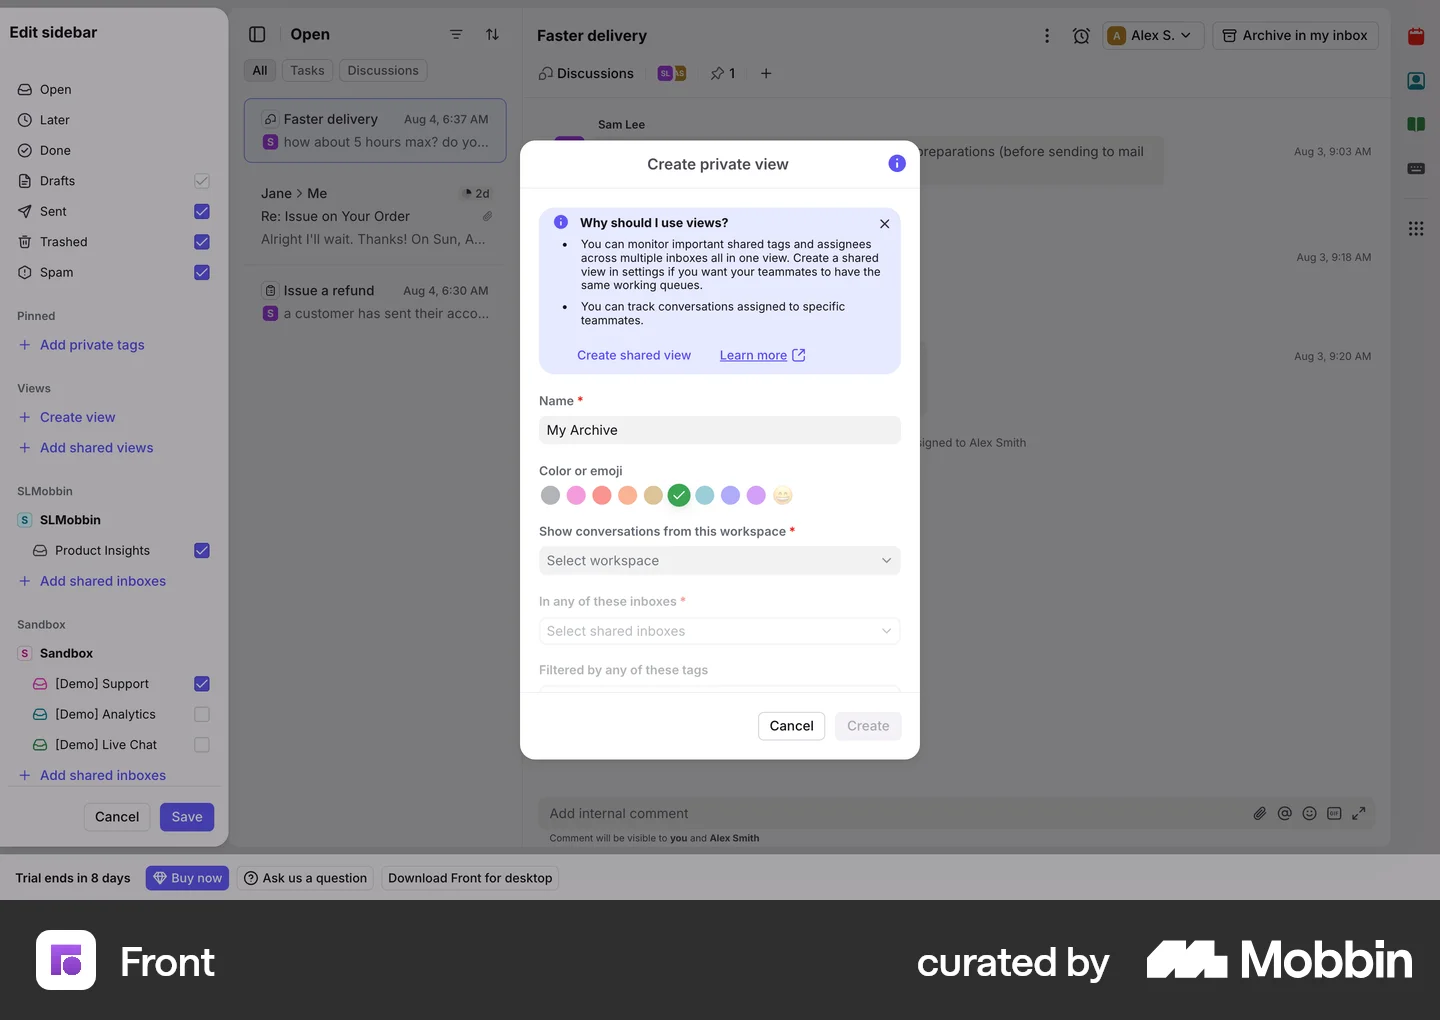 Edit sidebar
Open
Later
Done
Drafts
Sent
Trashed
Spam
Pinned
+ Add private tags
Views
+ Create view
+ Add shared views
SLMobbin
S SLMobbin
Product Insights
+ Add shared inboxes
Sandbox
S Sandbox
[Demo] Support
[Demo] Analytics
[Demo] Live Chat
+ Add shared inboxes
Cancel
Save
Open
All
Tasks
Discussions
Faster delivery
Aug 4, 6:37 AM
S how about 5 hours max? do yo...
Jane > Me
2d
Re: Issue on Your Order
Alright I'll wait. Thanks! On Sun, A...
Issue a refund
Aug 4, 6:30 AM
S a customer has sent their acco...
Faster delivery
A Alex S.
Archive in my inbox
Discussions
SL AS
1
+
Sam Lee
preparations (before sending to mail
Aug 3, 9:03 AM
Aug 3, 9:18 AM
Aug 3, 9:20 AM
signed to Alex Smith
Add internal comment
GIF
Comment will be visible to you and Alex Smith
Create private view
Why should I use views?
• You can monitor important shared tags and assignees
across multiple inboxes all in one view. Create a shared
view in settings if you want your teammates to have the
same working queues.
• You can track conversations assigned to specific
teammates.
Create shared view
Learn more
Name *
My Archive
Color or emoji
Show conversations from this workspace *
Select workspace
In any of these inboxes *
Select shared inboxes
Filtered by any of these tags
Cancel
Create
Trial ends in 8 days
Buy now
Ask us a question
Download Front for desktop
Front
curated by
Mobbin